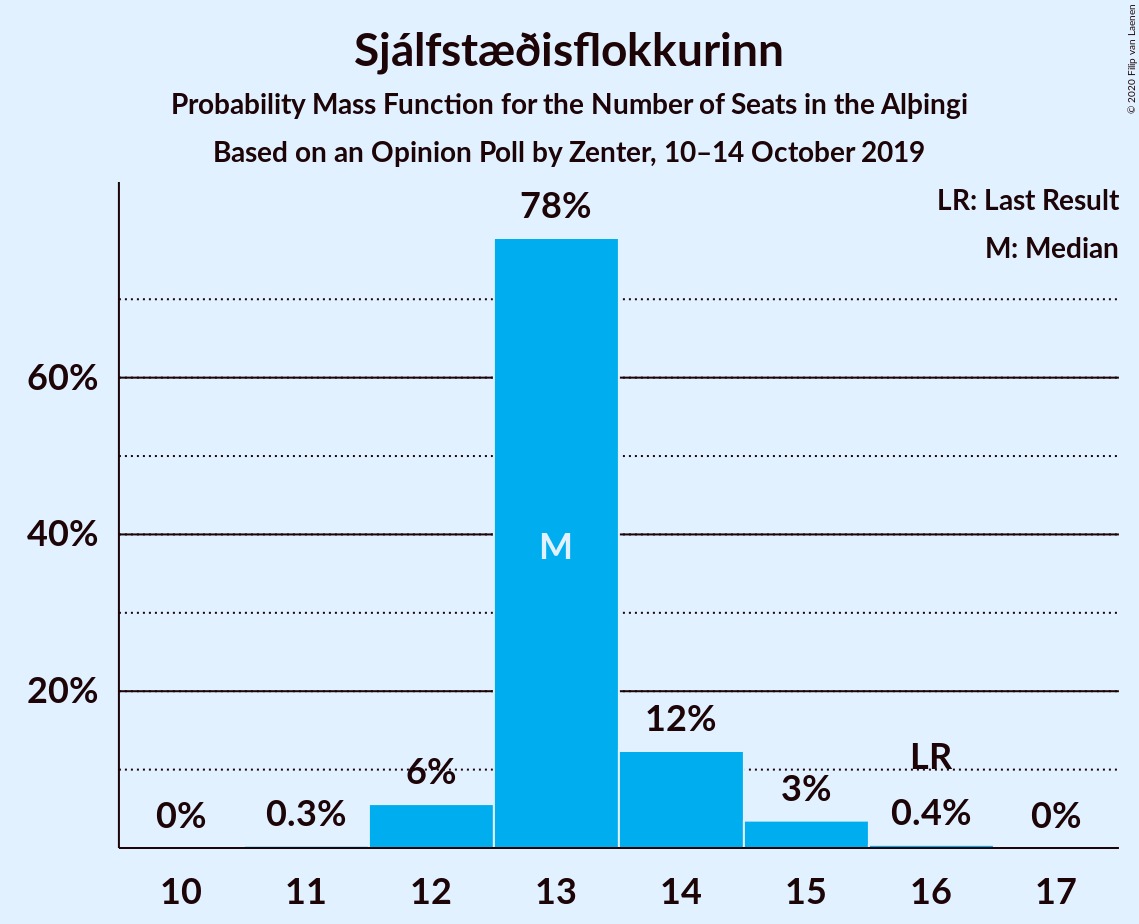 Sjálfstæðisflokkurinn
Probability Mass Function for the Number of Seats in the Alþingi
Based on an Opinion Poll by Zenter, 10–14 October 2019
© 2020 Filip van Laenen
LR: Last Result
M: Median
78%
60%
40%
M
20%
12%
LR
6%
3%
0%
0.3%
0.4%
0%
10
11
12
13
14
15
16
17